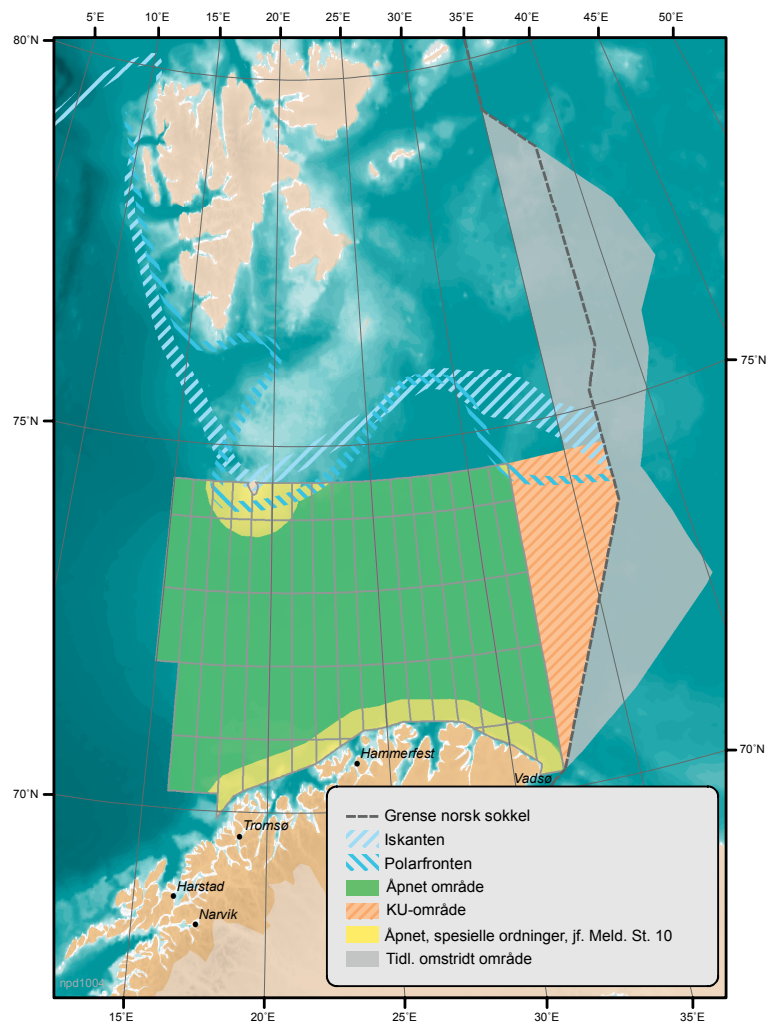 5°E 10°E 15°E 20°E 25°E 30°E 35°E 40°E 45°E 50°E
80°N
75°N
75°N
70°N
70°N
Hammerfest
Vadsø
Tromsø
Harstad
Narvik
Grense norsk sokkel
Iskanten
Polarfronten
Åpnet område
KU-område
Åpnet, spesielle ordninger, jf. Meld. St. 10
Tidl. omstridt område
npd1004
15°E 20°E 25°E 30°E 35°E